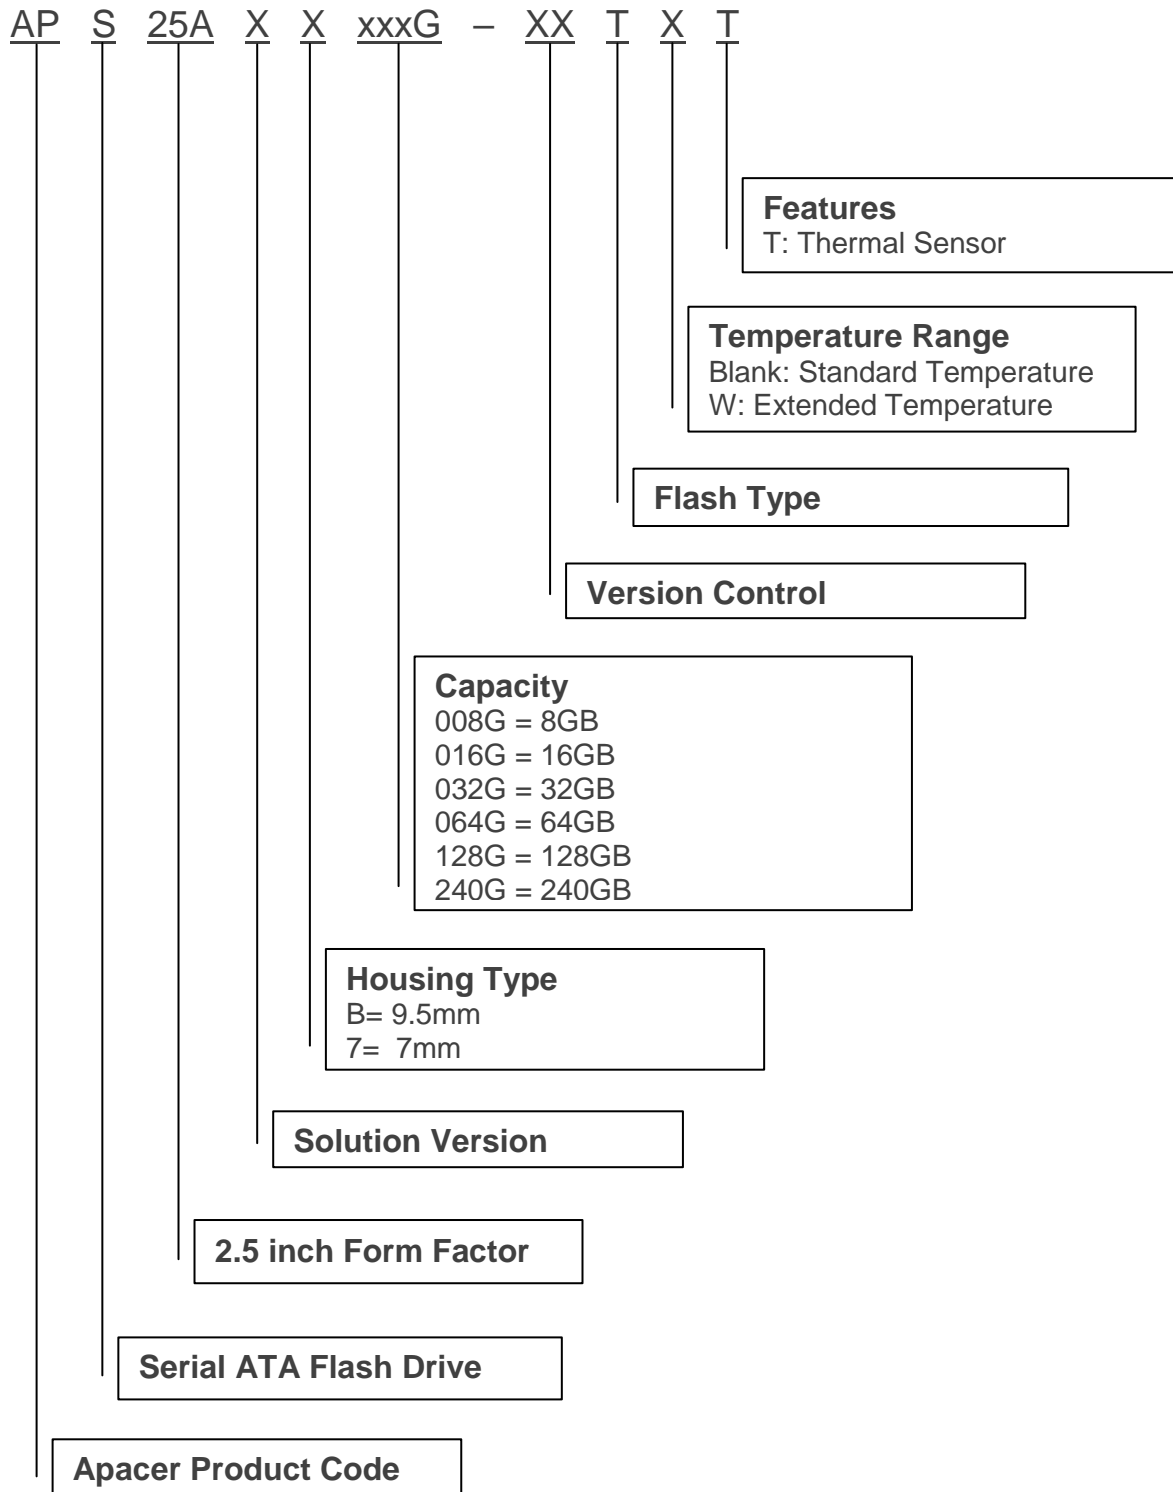 AP S 25A X X xxxG – XX T X T
Features
T: Thermal Sensor
Temperature Range
Blank: Standard Temperature
W: Extended Temperature
Flash Type
Version Control
Capacity
008G = 8GB
016G = 16GB
032G = 32GB
064G = 64GB
128G = 128GB
240G = 240GB
Housing Type
B= 9.5mm
7= 7mm
Solution Version
2.5 inch Form Factor
Serial ATA Flash Drive
Apacer Product Code